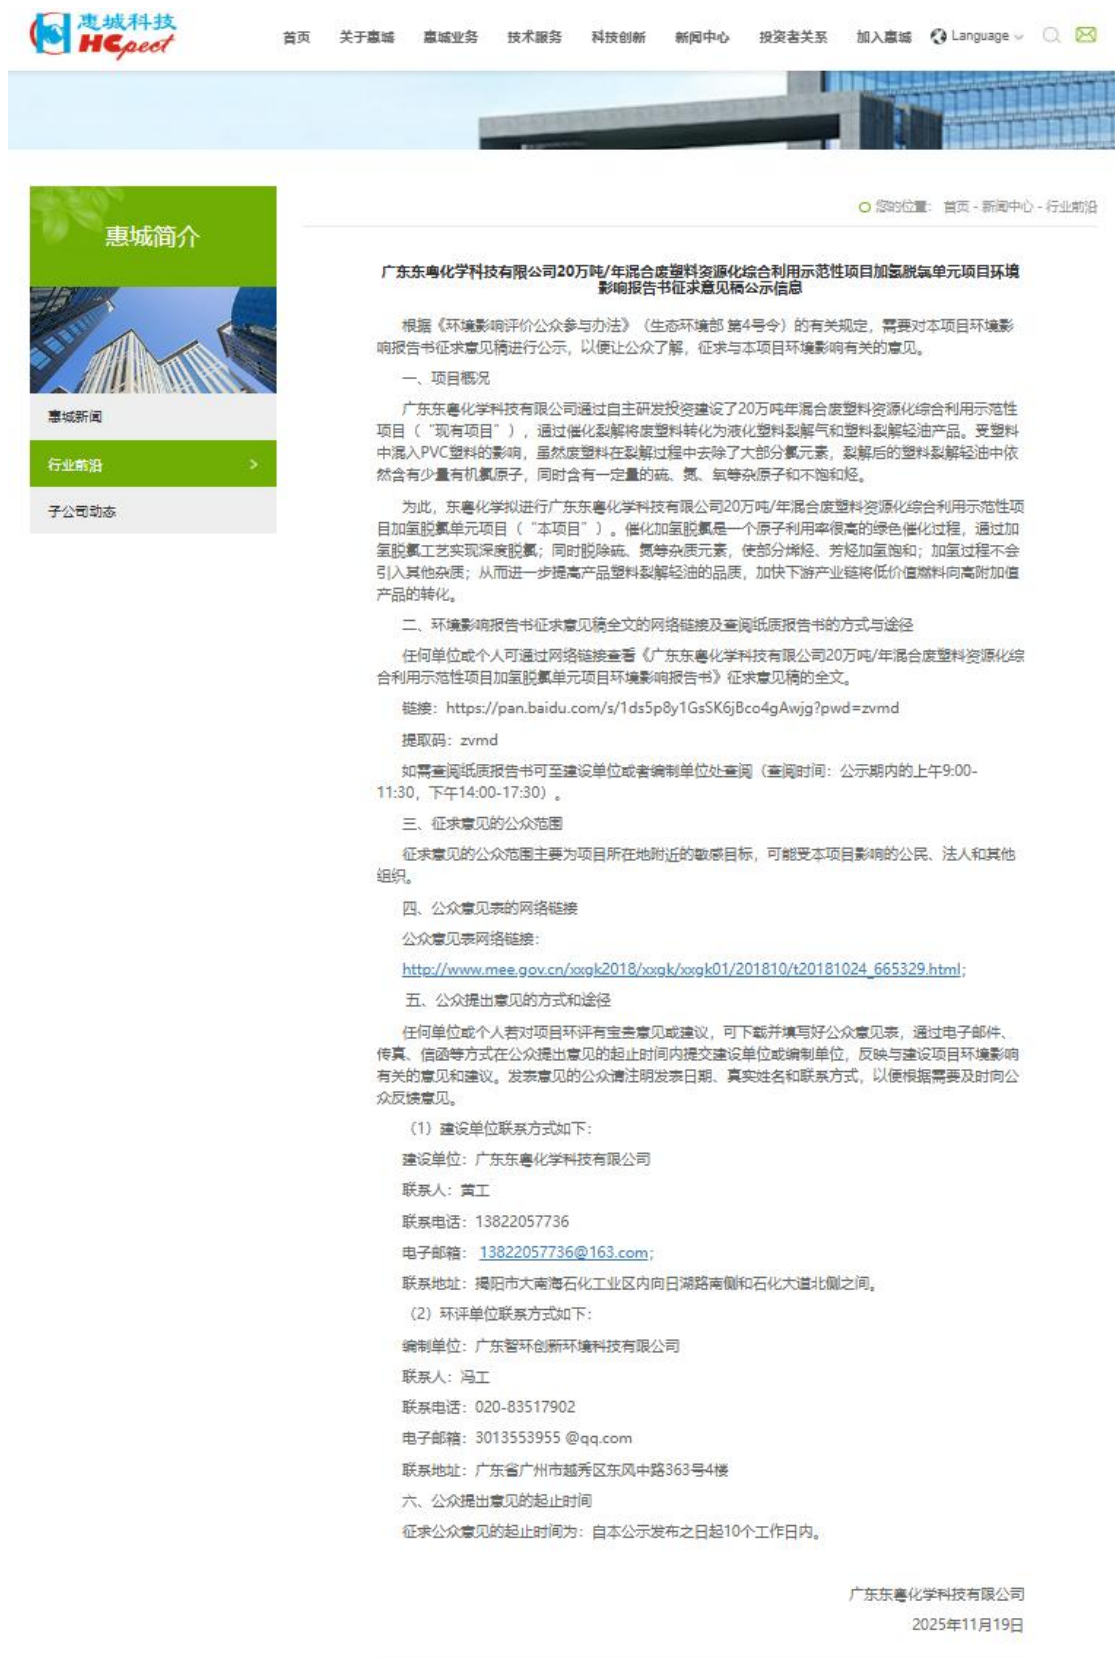 惠城科技
HCpect
首页 关于惠城 惠城业务 技术服务 科技创新 新闻中心 投资者关系 加入惠城 Language
惠城简介
惠城新闻
行业前沿 >
子公司动态
您的位置： 首页 - 新闻中心 - 行业前沿
广东东粤化学科技有限公司20万吨/年混合废塑料资源化综合利用示范性项目加氢脱氯单元项目环境
影响报告书征求意见稿公示信息
根据《环境影响评价公众参与办法》（生态环境部 第4号令）的有关规定，需要对本项目环境影
响报告书征求意见稿进行公示，以便让公众了解，征求与本项目环境影响有关的意见。
一、项目概况
广东东粤化学科技有限公司通过自主研发投资建设了20万吨年混合废塑料资源化综合利用示范性
项目（“现有项目”），通过催化裂解将废塑料转化为液化塑料裂解气和塑料裂解轻油产品。受塑料
中混入PVC塑料的影响，虽然废塑料在裂解过程中去除了大部分氯元素，裂解后的塑料裂解轻油中依
然含有少量有机氯原子，同时含有一定量的硫、氮、氧等杂原子和不饱和烃。
为此，东粤化学拟进行广东东粤化学科技有限公司20万吨/年混合废塑料资源化综合利用示范性项
目加氢脱氯单元项目（“本项目”）。催化加氢脱氯是一个原子利用率很高的绿色催化过程，通过加
氢脱氯工艺实现深度脱氯；同时脱除硫、氮等杂质元素，使部分烯烃、芳烃加氢饱和；加氢过程不会
引入其他杂质；从而进一步提高产品塑料裂解轻油的品质，加快下游产业链将低价值燃料向高附加值
产品的转化。
二、环境影响报告书征求意见稿全文的网络链接及查阅纸质报告书的方式与途径
任何单位或个人可通过网络链接查看《广东东粤化学科技有限公司20万吨/年混合废塑料资源化综
合利用示范性项目加氢脱氯单元项目环境影响报告书》征求意见稿的全文。
链接：https://pan.baidu.com/s/1ds5p8y1GsSK6jBco4gAwjg?pwd=zvmd
提取码：zvmd
如需查阅纸质报告书可至建设单位或者编制单位处查阅（查阅时间：公示期内的上午9:00-
11:30，下午14:00-17:30）。
三、征求意见的公众范围
征求意见的公众范围主要为项目所在地附近的敏感目标，可能受本项目影响的公民、法人和其他
组织。
四、公众意见表的网络链接
公众意见表网络链接：
http://www.mee.gov.cn/xxgk2018/xxgk/xxgk01/201810/t20181024_665329.html；
五、公众提出意见的方式和途径
任何单位或个人若对项目环评有宝贵意见或建议，可下载并填写好公众意见表，通过电子邮件、
传真、信函等方式在公众提出意见的起止时间内提交建设单位或编制单位，反映与建设项目环境影响
有关的意见和建议。发表意见的公众请注明发表日期、真实姓名和联系方式，以便根据需要及时向公
众反馈意见。
（1）建设单位联系方式如下：
建设单位：广东东粤化学科技有限公司
联系人：黄工
联系电话：13822057736
电子邮箱： 13822057736@163.com；
联系地址：揭阳市大南海石化工业区内向日湖路南侧和石化大道北侧之间。
（2）环评单位联系方式如下：
编制单位：广东智环创新环境科技有限公司
联系人：冯工
联系电话：020-83517902
电子邮箱：3013553955 @qq.com
联系地址：广东省广州市越秀区东风中路363号4楼
六、公众提出意见的起止时间
征求公众意见的起止时间为：自本公示发布之日起10个工作日内。
广东东粤化学科技有限公司
2025年11月19日